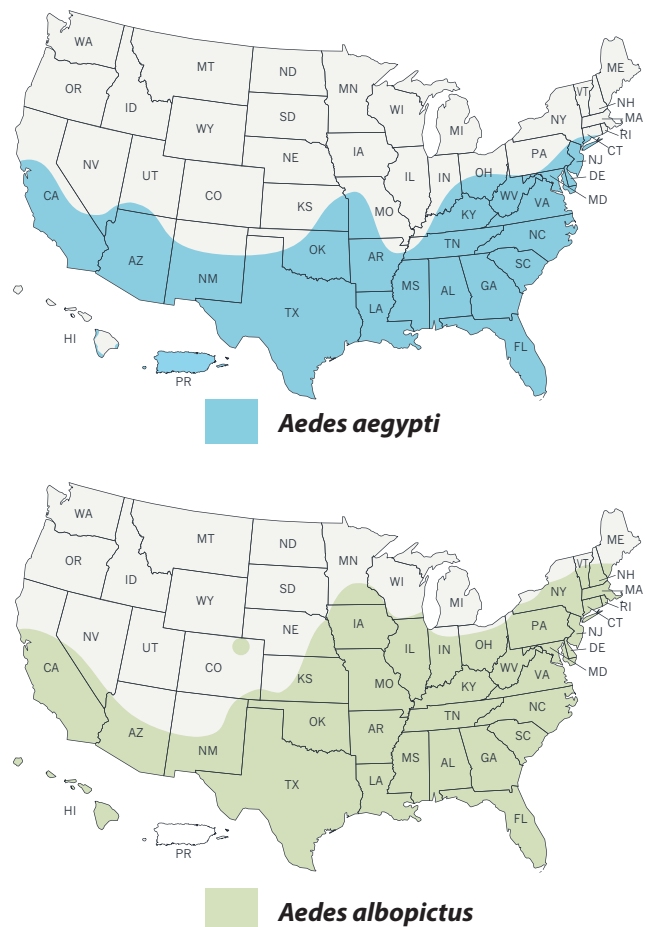 WA
MT
ND
MN
ME
OR
ID
WY
SD
WI
MI
VT
NY
NH
MA
RI
CT
NV
UT
CO
NE
IA
IL
IN
OH
PA
NJ
DE
MD
CA
AZ
NM
KS
OK
MO
AR
KY
WV
VA
TN
NC
SC
TX
LA
MS
AL
GA
FL
HI
PR
Aedes aegypti
WA
MT
ND
MN
ME
OR
ID
WY
SD
WI
MI
VT
NY
NH
MA
RI
CT
NV
UT
CO
NE
IA
IL
IN
OH
PA
NJ
DE
MD
CA
AZ
NM
KS
OK
MO
AR
KY
WV
VA
TN
NC
SC
TX
LA
MS
AL
GA
FL
HI
PR
Aedes albopictus